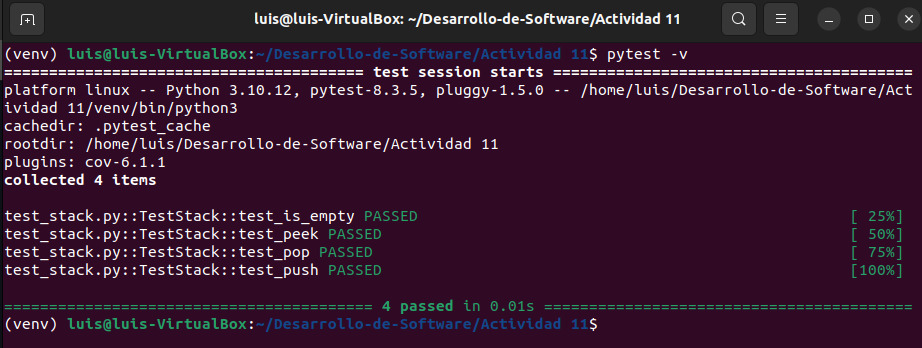 luis@luis-VirtualBox: ~/Desarrollo-de-Software/Actividad 11
(venv) luis@luis-VirtualBox:~/Desarrollo-de-Software/Actividad 11$ pytest -v
======================================== test session starts ========================================
platform linux -- Python 3.10.12, pytest-8.3.5, pluggy-1.5.0 -- /home/luis/Desarrollo-de-Software/Act
ividad 11/venv/bin/python3
cachedir: .pytest_cache
rootdir: /home/luis/Desarrollo-de-Software/Actividad 11
plugins: cov-6.1.1
collected 4 items
test_stack.py::TestStack::test_is_empty PASSED [ 25%]
test_stack.py::TestStack::test_peek PASSED [ 50%]
test_stack.py::TestStack::test_pop PASSED [ 75%]
test_stack.py::TestStack::test_push PASSED [100%]
========================================= 4 passed in 0.01s =========================================
(venv) luis@luis-VirtualBox:~/Desarrollo-de-Software/Actividad 11$